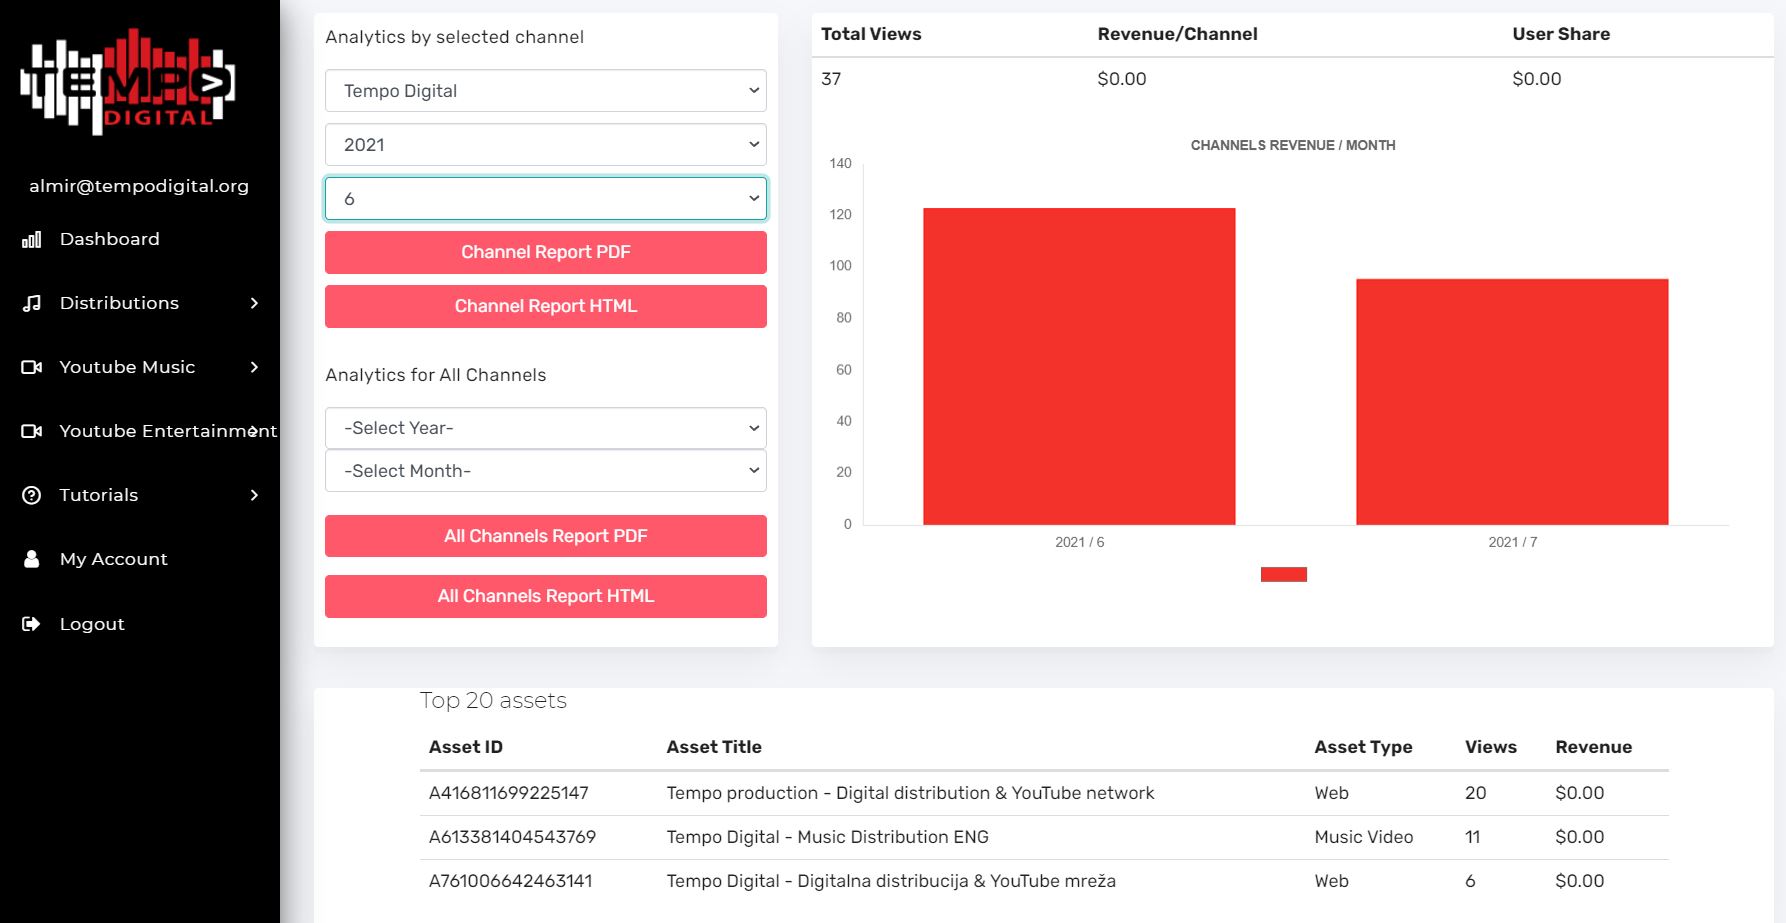 TEMPO
DIGITAL
almir@tempodigital.org
Dashboard
Distributions
Youtube Music
Youtube Entertainment
Tutorials
My Account
Logout
Analytics by selected channel
Tempo Digital
2021
6
Channel Report PDF
Channel Report HTML
Analytics for All Channels
-Select Year-
-Select Month-
All Channels Report PDF
All Channels Report HTML
Total Views Revenue/Channel User Share
37 $0.00 $0.00
CHANNELS REVENUE / MONTH
140
120
100
80
60
40
20
0
2021 / 6 2021 / 7
Top 20 assets
Asset ID Asset Title Asset Type Views Revenue
A416811699225147 Tempo production - Digital distribution & YouTube network Web 20 $0.00
A613381404543769 Tempo Digital - Music Distribution ENG Music Video 11 $0.00
A761006642463141 Tempo Digital - Digitalna distribucija & YouTube mreža Web 6 $0.00